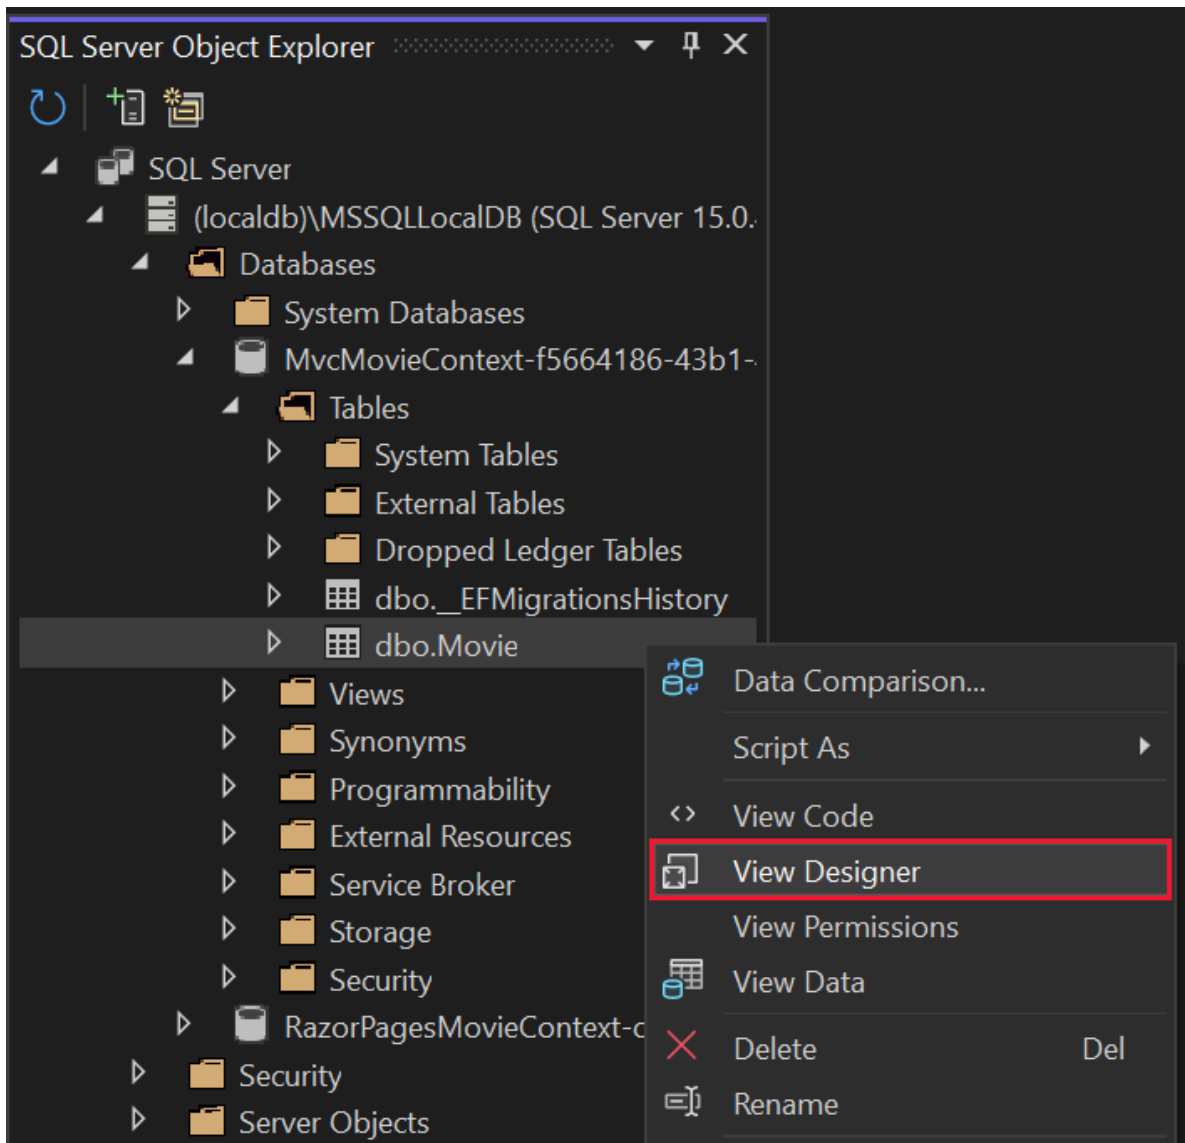 SQL Server Object Explorer
SQL Server
(localdb)\MSSQLLocalDB (SQL Server 15.0.
Databases
System Databases
MvcMovieContext-f5664186-43b1-
Tables
System Tables
External Tables
Dropped Ledger Tables
dbo.__EFMigrationsHistory
dbo.Movie
Views
Synonyms
Programmability
External Resources
Service Broker
Storage
Security
RazorPagesMovieContext-
Security
Server Objects
Data Comparison...
Script As
View Code
View Designer
View Permissions
View Data
Delete Del
Rename